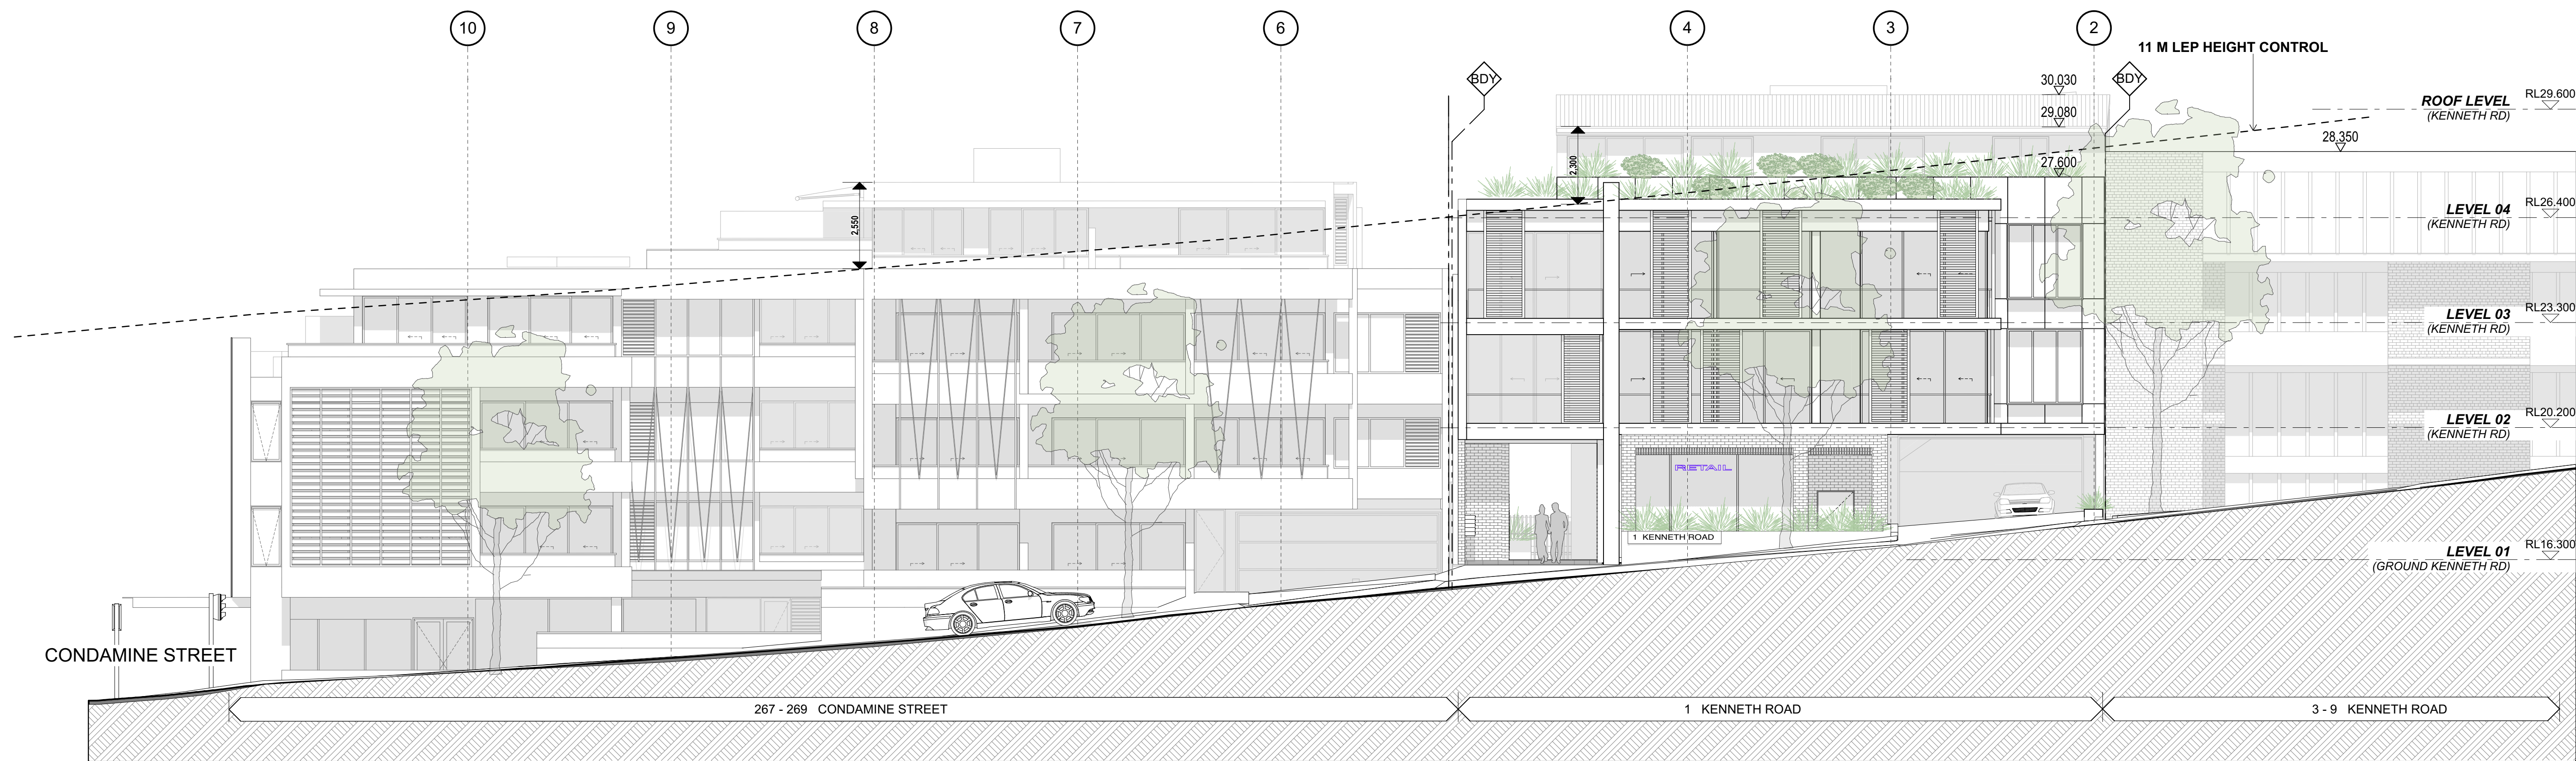 10
9
8
7
6
4
3
2
11 M LEP HEIGHT CONTROL
BDY
BDY
30.030
29.080
27.600
28.350
ROOF LEVEL
(KENNETH RD)
RL29.600
LEVEL 04
(KENNETH RD)
RL26.400
LEVEL 03
(KENNETH RD)
RL23.300
LEVEL 02
(KENNETH RD)
RL20.200
LEVEL 01
(GROUND KENNETH RD)
RL16.300
2,550
2,300
RETAIL
1 KENNETH ROAD
CONDAMINE STREET
267 - 269 CONDAMINE STREET
1 KENNETH ROAD
3 - 9 KENNETH ROAD